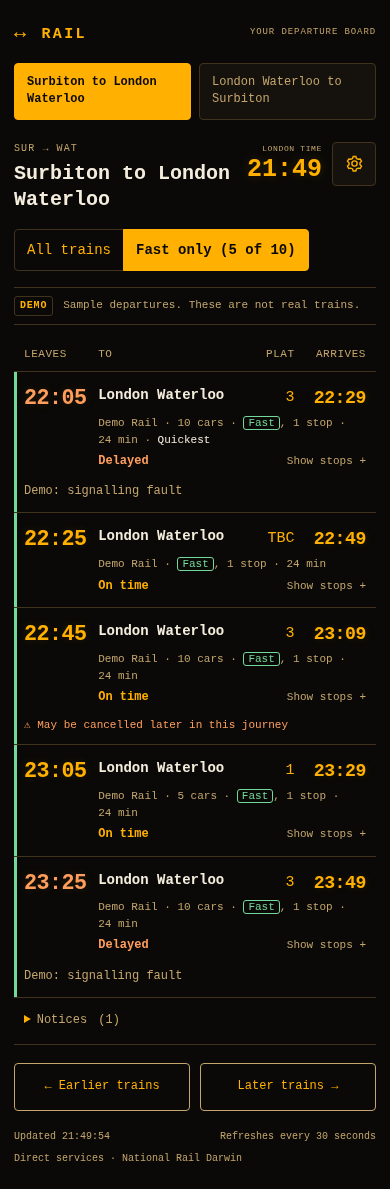 ↔ RAIL
YOUR DEPARTURE BOARD
Surbiton to London
Waterloo
London Waterloo to
Surbiton
SUR → WAT
Surbiton to London
Waterloo
LONDON TIME
21:49
All trains
Fast only (5 of 10)
DEMO Sample departures. These are not real trains.
LEAVES TO PLAT ARRIVES
22:05 London Waterloo 3 22:29
Demo Rail · 10 cars · Fast, 1 stop ·
24 min · Quickest
Delayed Show stops +
Demo: signalling fault
22:25 London Waterloo TBC 22:49
Demo Rail · Fast, 1 stop · 24 min
On time Show stops +
22:45 London Waterloo 3 23:09
Demo Rail · 10 cars · Fast, 1 stop ·
24 min
On time Show stops +
⚠ May be cancelled later in this journey
23:05 London Waterloo 1 23:29
Demo Rail · 5 cars · Fast, 1 stop ·
24 min
On time Show stops +
23:25 London Waterloo 3 23:49
Demo Rail · 10 cars · Fast, 1 stop ·
24 min
Delayed Show stops +
Demo: signalling fault
▶ Notices (1)
← Earlier trains
Later trains →
Updated 21:49:54
Refreshes every 30 seconds
Direct services · National Rail Darwin